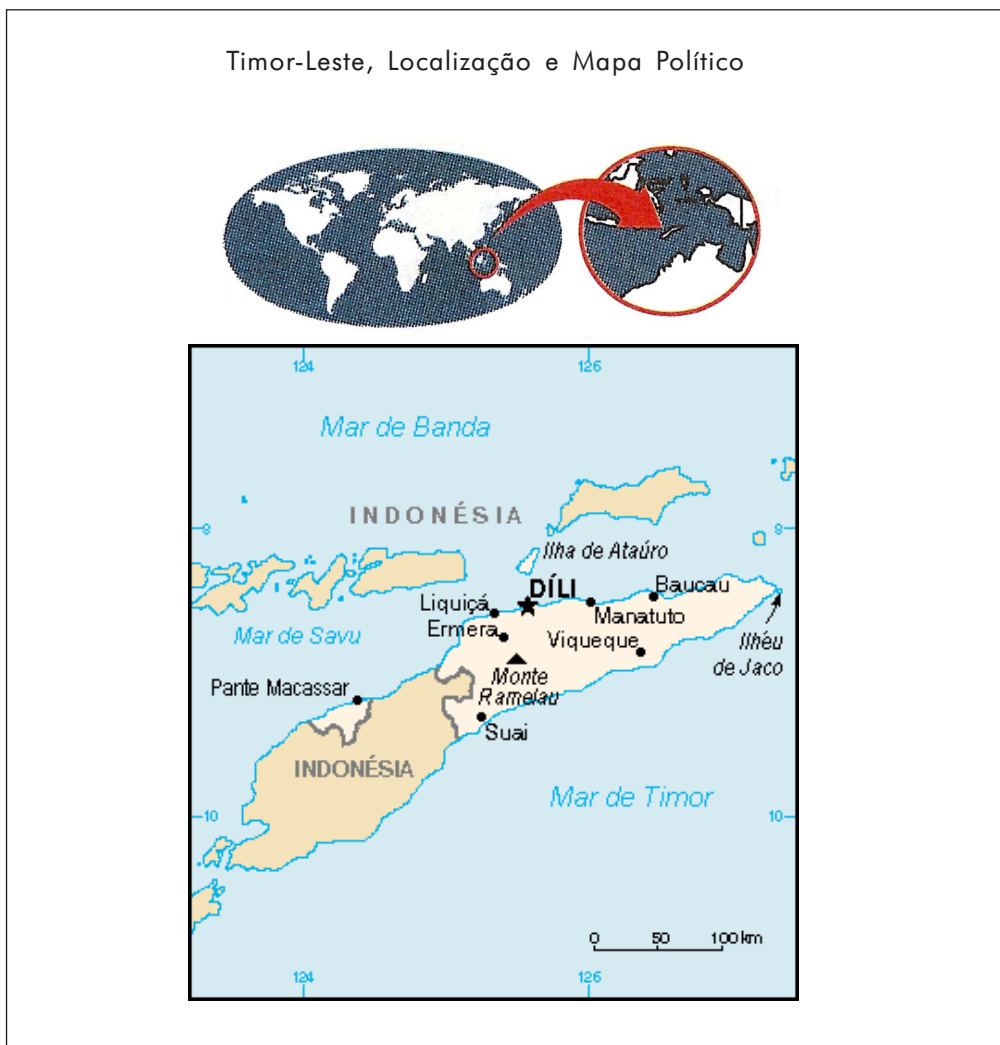 Timor-Leste, Localização e Mapa Político
124
126
Mar de Banda
INDONÉSIA
8
8
Ilha de Ataúro
DÍLI
Baucau
Liquiçá
Manatuto
Ermera
Viqueque
Mar de Savu
Ilhéu
de Jaco
Monte
Ramelau
Pante Macassar
Suai
INDONÉSIA
Mar de Timor
10
10
0 50 100 km
124
126